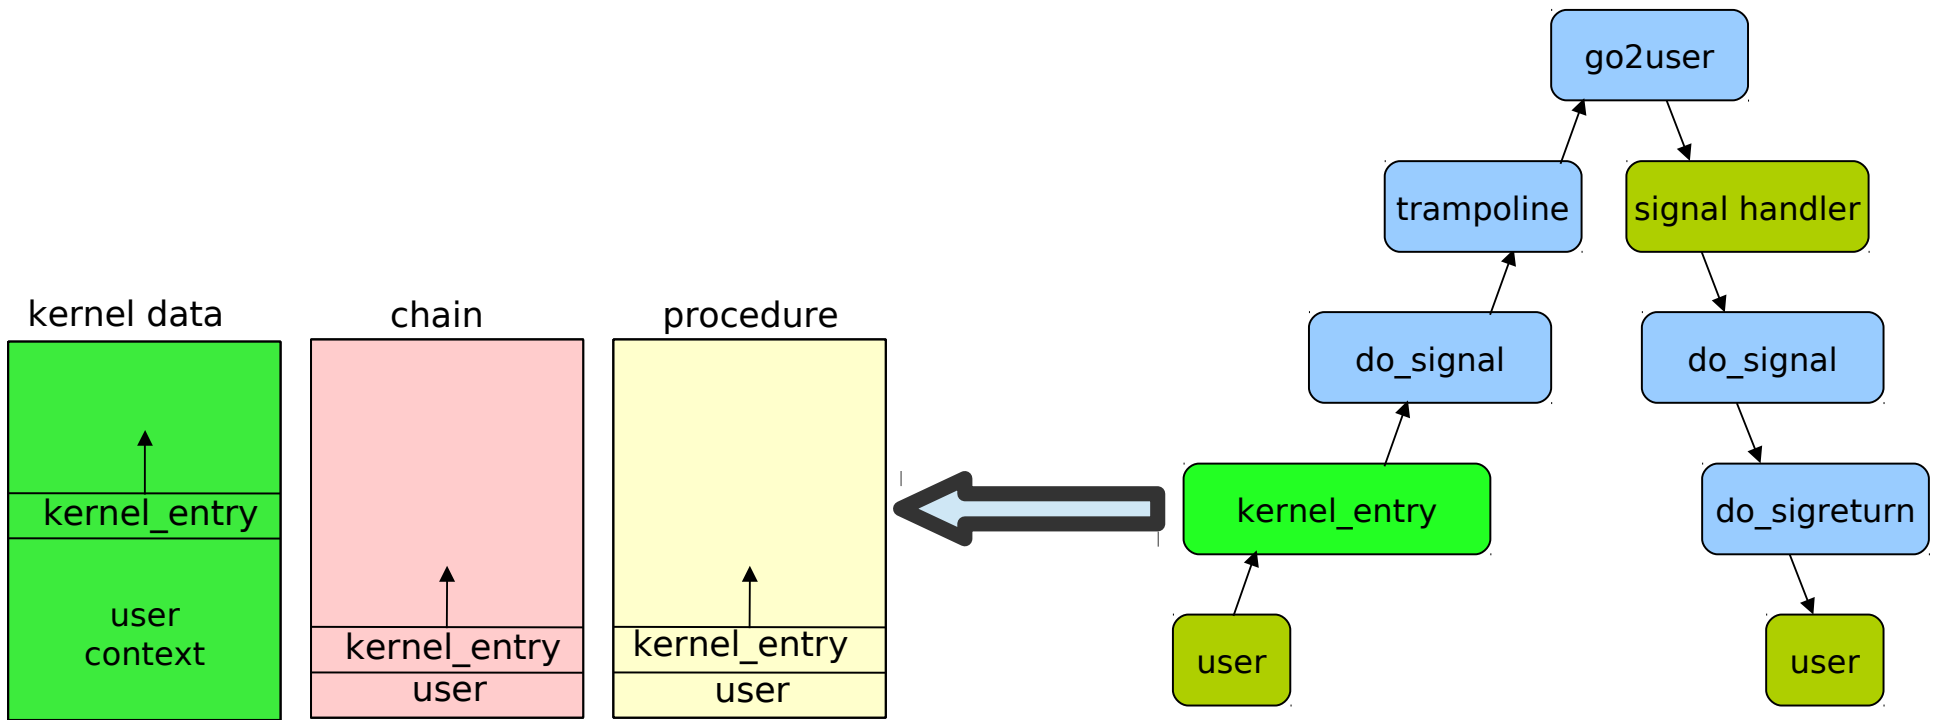 go2user
trampoline
signal handler
kernel data
chain
procedure
do_signal
do_signal
kernel_entry
kernel_entry
do_sigreturn
user
context
kernel_entry
kernel_entry
user
user
user
user